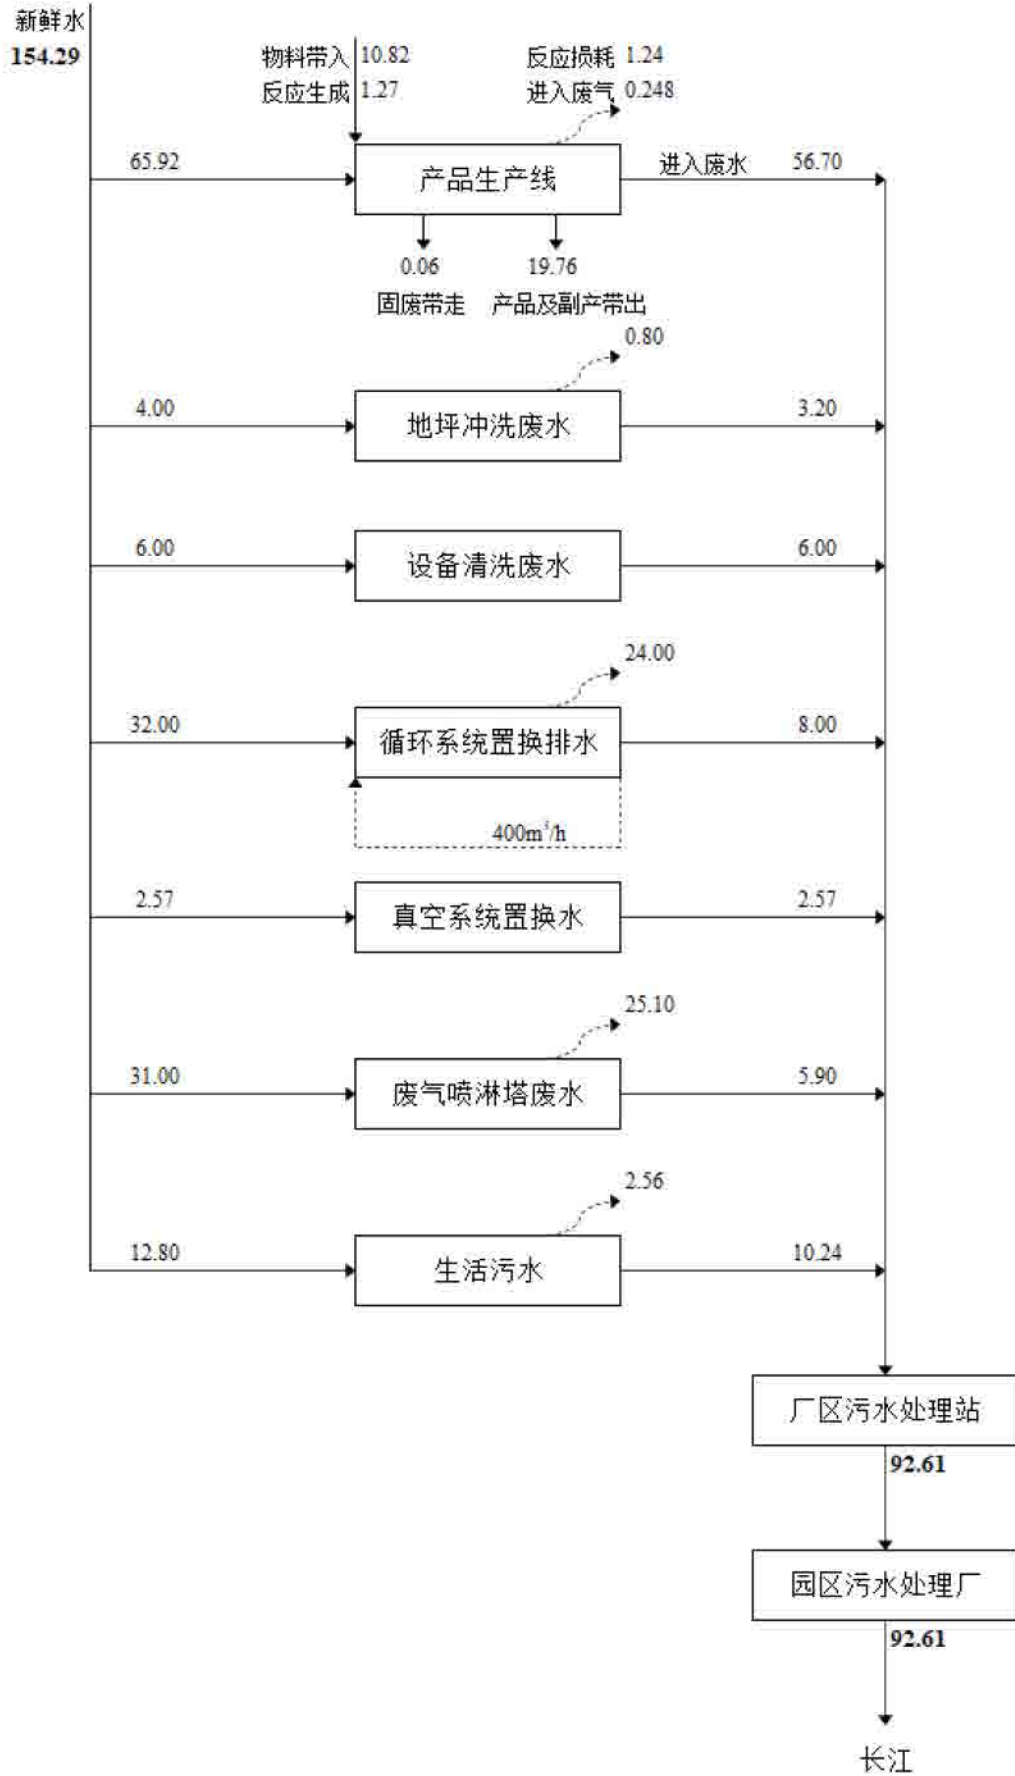 新鲜水
154.29
物料带入 10.82
反应生成 1.27
反应损耗 1.24
进入废气 0.248
65.92
产品生产线
进入废水 56.70
0.06
固废带走
19.76
产品及副产带出
0.80
4.00
地坪冲洗废水
3.20
6.00
设备清洗废水
6.00
24.00
32.00
循环系统置换排水
8.00
400m³/h
2.57
真空系统置换水
2.57
25.10
31.00
废气喷淋塔废水
5.90
2.56
12.80
生活污水
10.24
厂区污水处理站
92.61
园区污水处理厂
92.61
长江